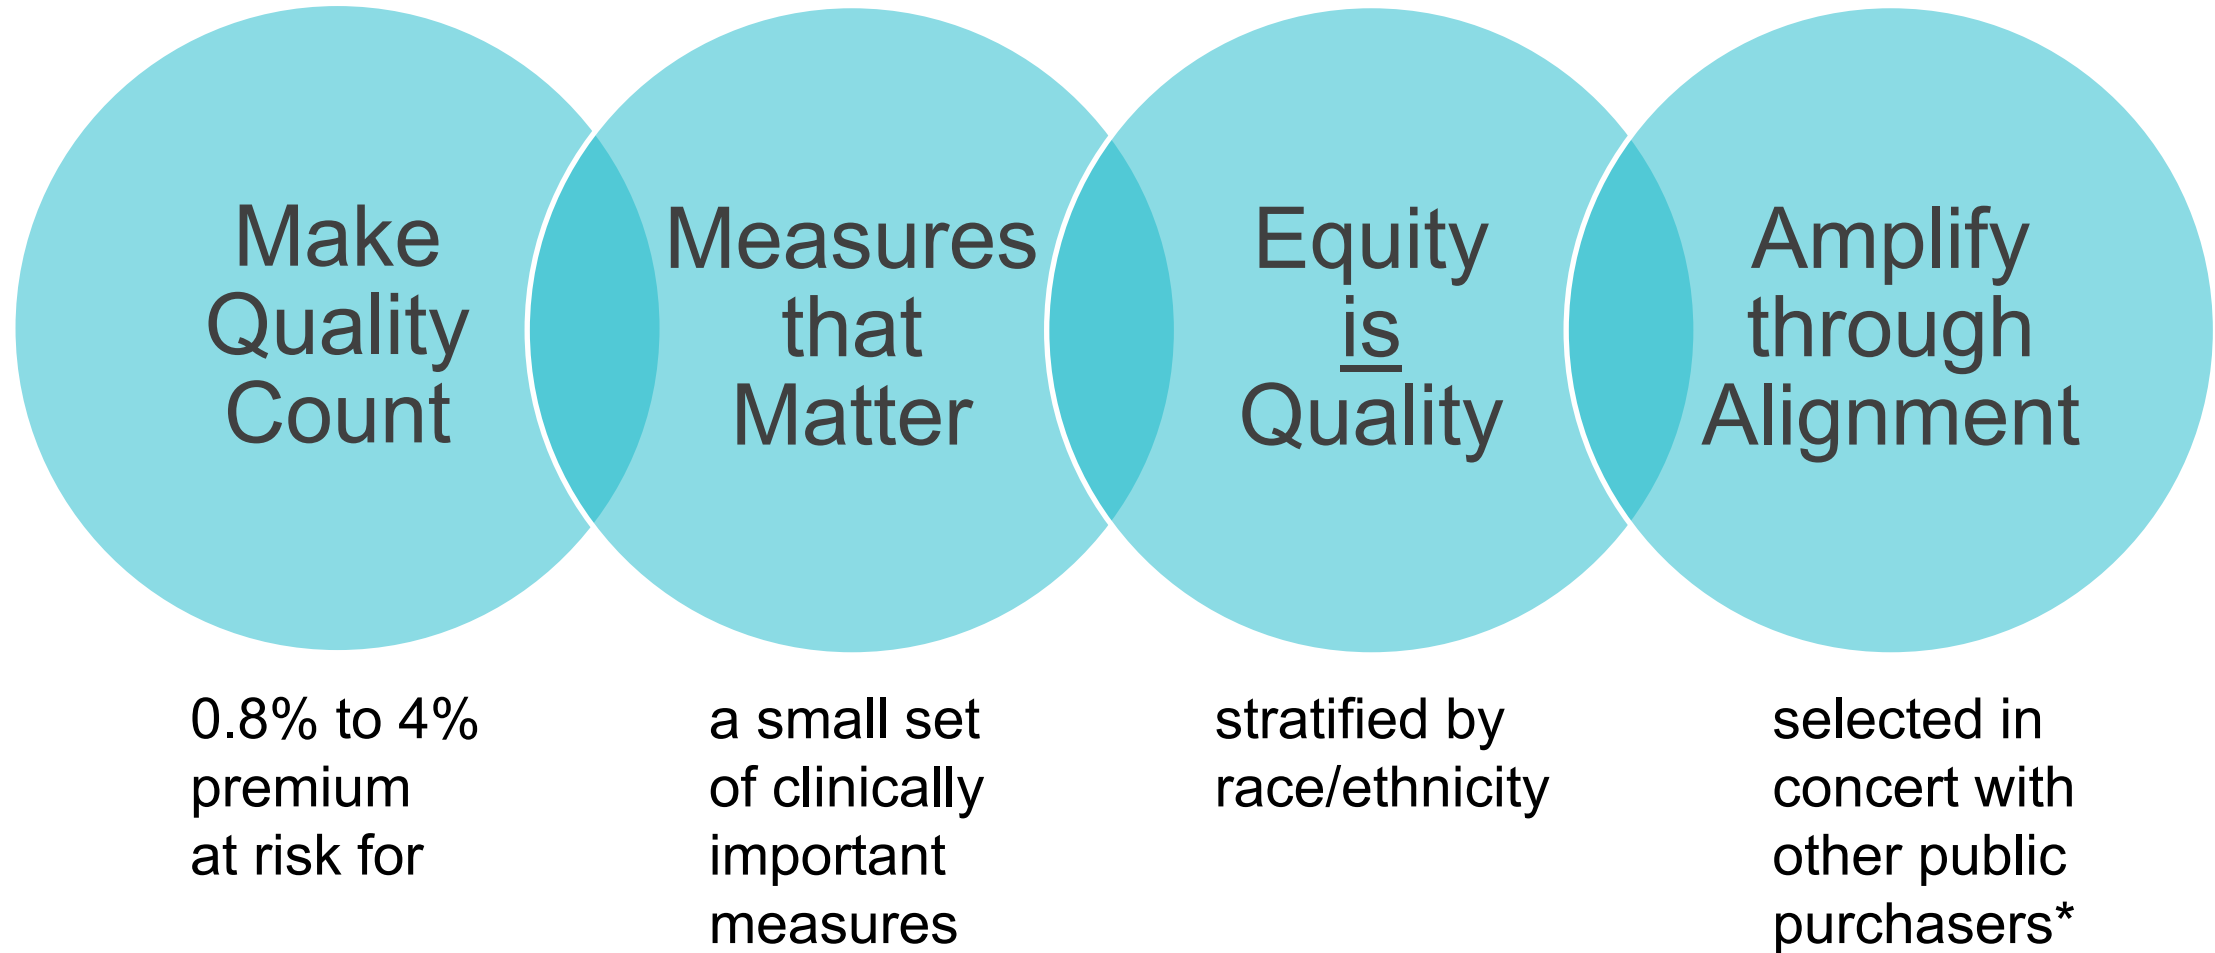 Make
Quality
Count
Measures
that
Matter
Equity
is
Quality
Amplify
through
Alignment
0.8% to 4%
premium
at risk for
a small set
of clinically
important
measures
stratified by
race/ethnicity
selected in
concert with
other public
purchasers*